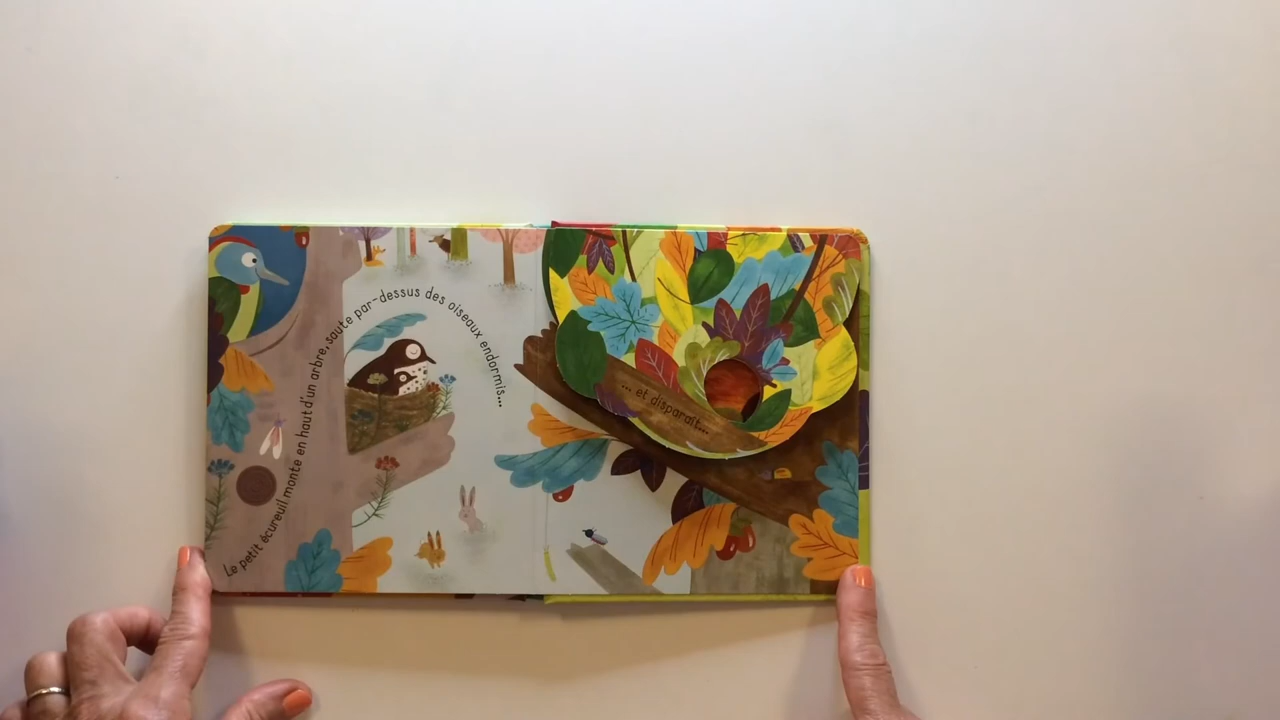 Le petit écureuil monte en haut d'un arbre, saute par-dessus des oiseaux endormis...
... et disparaît...